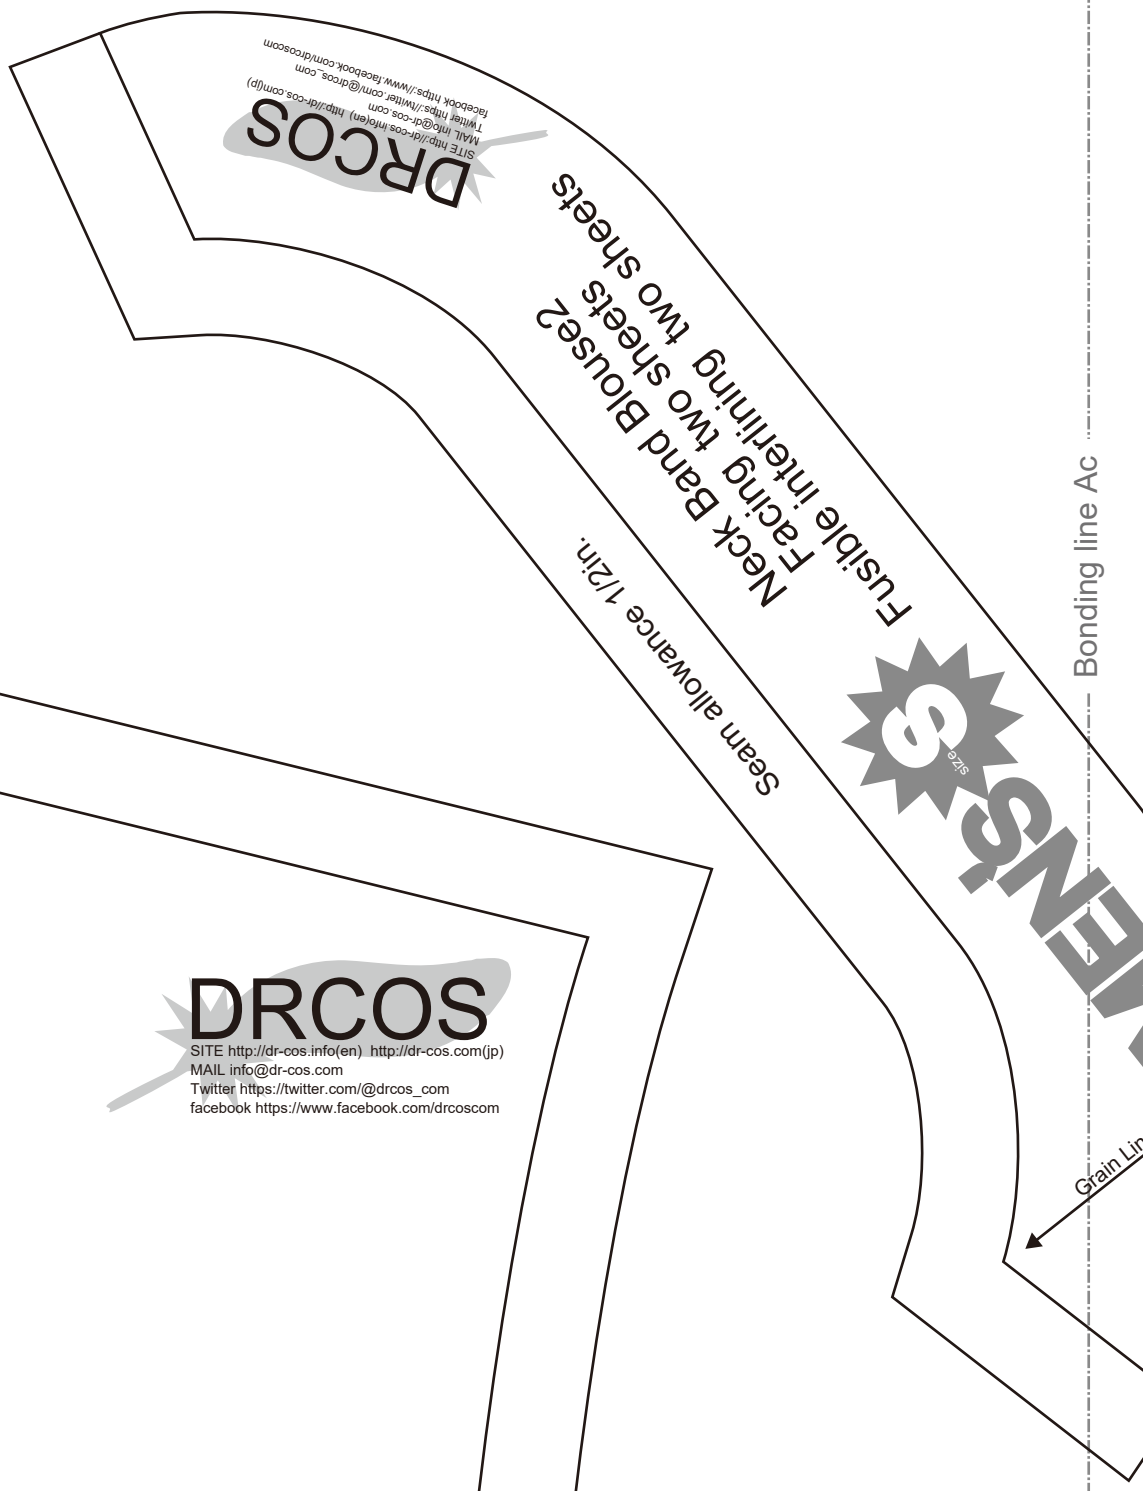 DRCOS
SITE http://dr-cos.info(en)  http://dr-cos.com(jp)
MAIL info@dr-cos.com
Twitter https://twitter.com/@drcos_com
facebook https://www.facebook.com/drcoscom
Neck Band Blouse2
Facing  two sheets
Fusible interlining  two sheets
Seam allowance 1/2in.
S
size
MEN'S
Bonding line Ac
Grain Lin
DRCOS
SITE http://dr-cos.info(en)  http://dr-cos.com(jp)
MAIL info@dr-cos.com
Twitter https://twitter.com/@drcos_com
facebook https://www.facebook.com/drcoscom